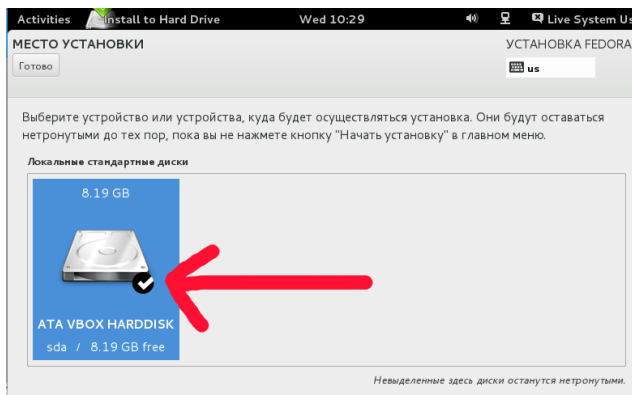 Activities Install to Hard Drive Wed 10:29 Live System Us
МЕСТО УСТАНОВКИ УСТАНОВКА FEDORA
Готово us
Выберите устройство или устройства, куда будет осуществляться установка. Они будут оставаться
нетронутыми до тех пор, пока вы не нажмете кнопку "Начать установку" в главном меню.
Локальные стандартные диски
8.19 GB
ATA VBOX HARDDISK
sda / 8.19 GB free
Невыделенные здесь диски останутся нетронутыми.